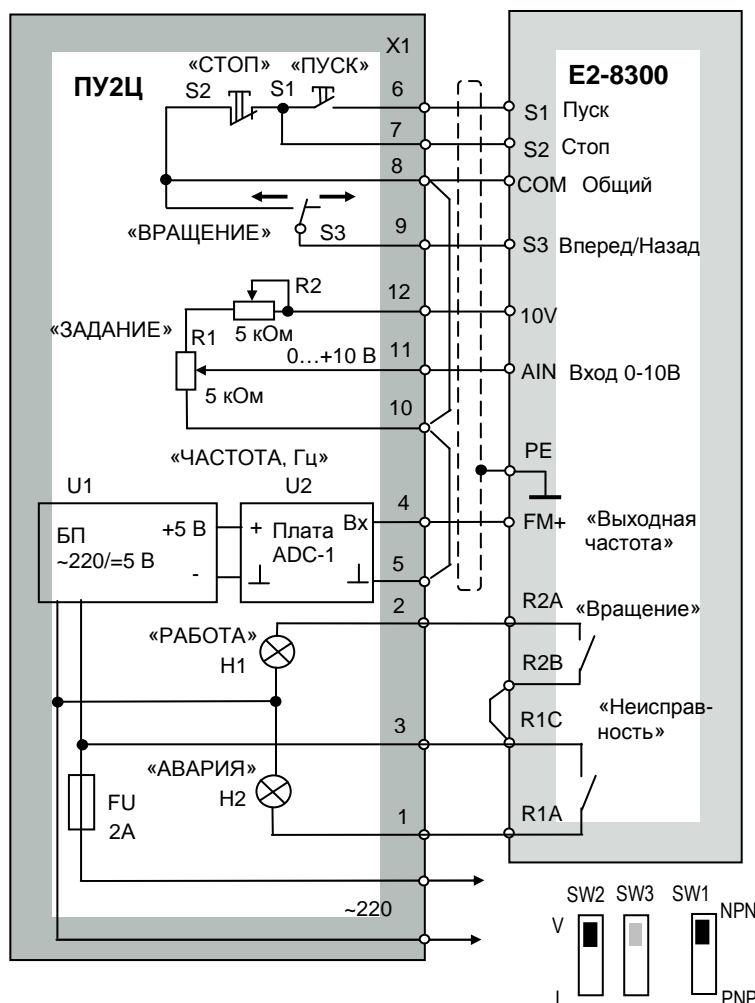 X1
ПУ2Ц
E2-8300
«СТОП» «ПУСК»
S2 S1
6
S1 Пуск
7
S2 Стоп
8
COM Общий
«ВРАЩЕНИЕ»
S3
9
S3 Вперед/Назад
R2
12
10V
«ЗАДАНИЕ»
R1
5 кОм
0...+10 В
11
AIN Вход 0-10В
5 кОм
10
PE
«ЧАСТОТА, Гц»
U1
U2
4
FM+ «Выходная
частота»
БП
~220/=5 В
+5 В
-
+ Плата
ADC-1
Вх
5
2
R2A
«Вращение»
«РАБОТА»
H1
R2B
3
R1C
«Неисправ-
ность»
«АВАРИЯ»
H2
FU
2А
1
R1A
~220
SW2 SW3 SW1
V
NPN
I
PNP